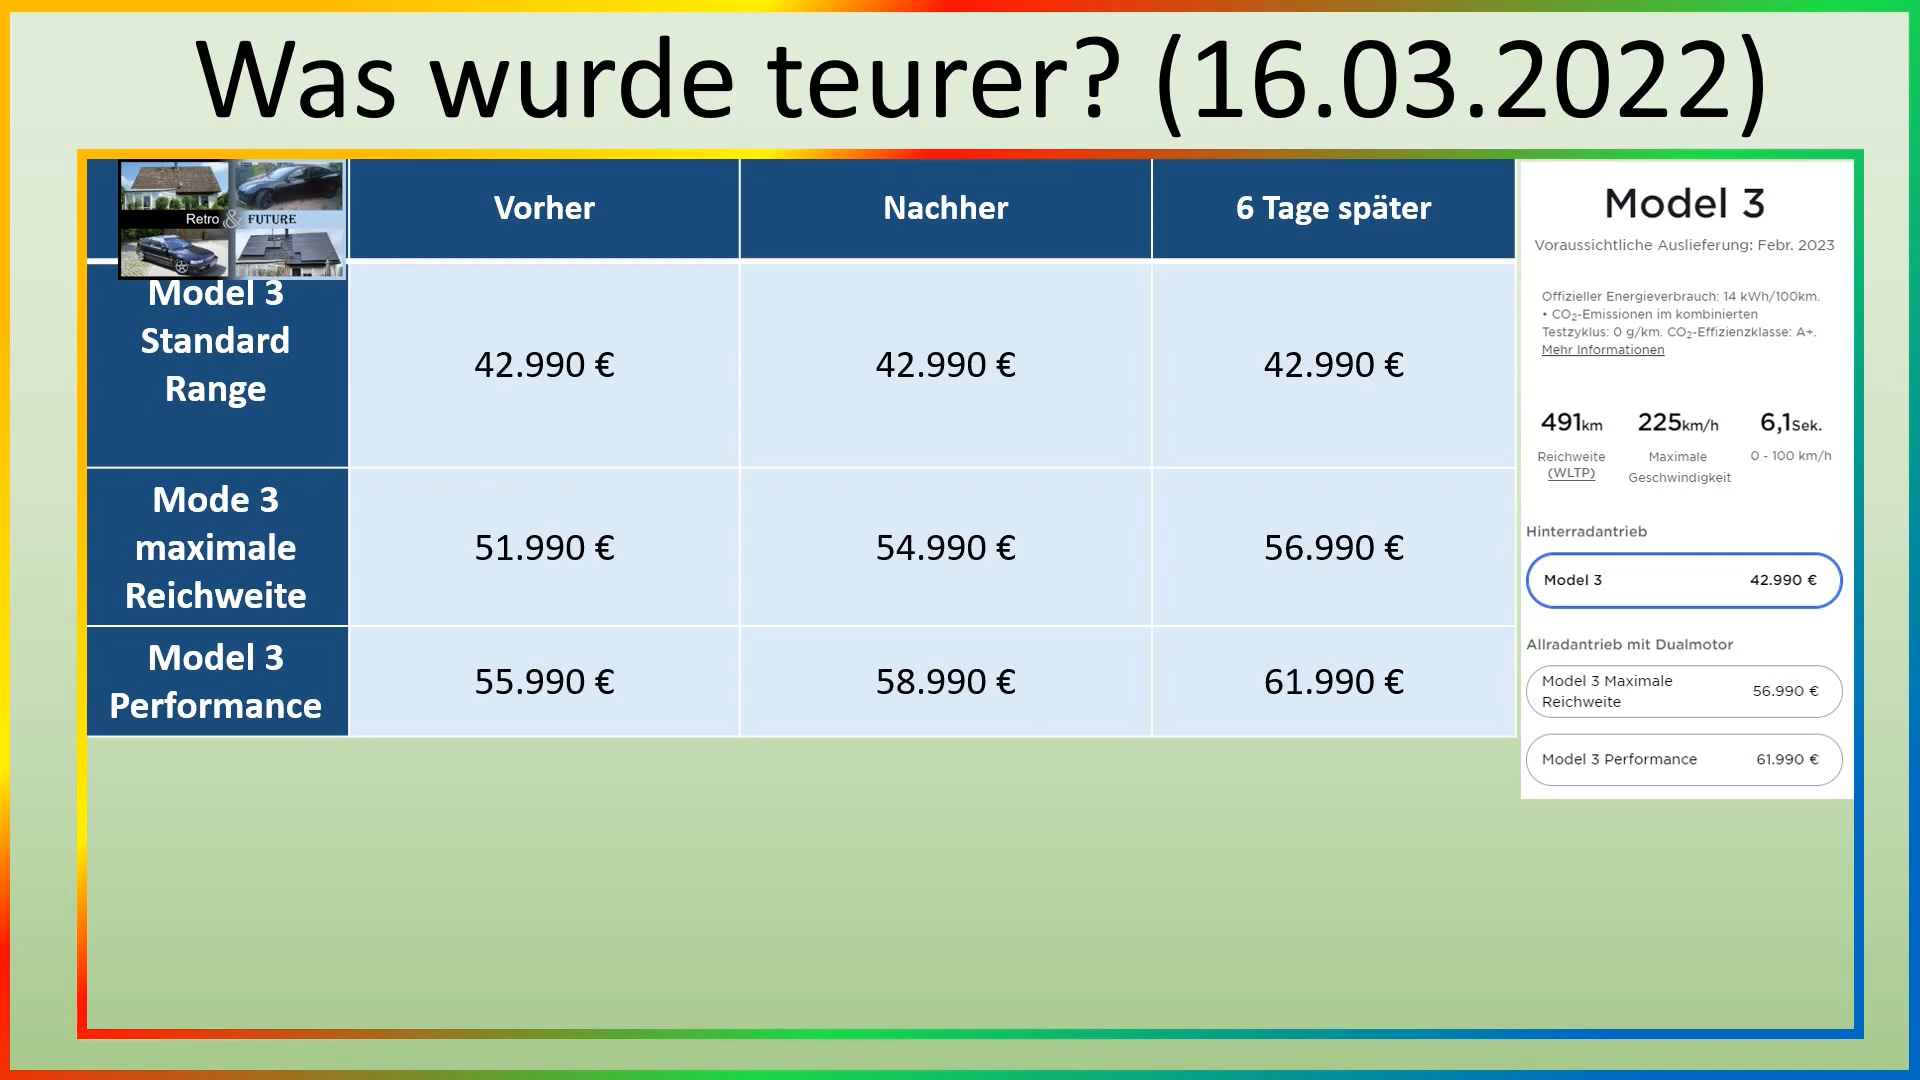 Was wurde teurer? (16.03.2022)
Retro & FUTURE
Vorher
Nachher
6 Tage später
Model 3
Standard
Range
42.990 €
42.990 €
42.990 €
Mode 3
maximale
Reichweite
51.990 €
54.990 €
56.990 €
Model 3
Performance
55.990 €
58.990 €
61.990 €
Model 3
Voraussichtliche Auslieferung: Febr. 2023
Offizieller Energieverbrauch: 14 kWh/100km.
• CO₂-Emissionen im kombinierten
Testzyklus: 0 g/km. CO₂-Effizienzklasse: A+.
Mehr Informationen
491km
225km/h
6,1Sek.
Reichweite
(WLTP)
Maximale
Geschwindigkeit
0 - 100 km/h
Hinterradantrieb
Model 3 42.990 €
Allradantrieb mit Dualmotor
Model 3 Maximale
Reichweite
56.990 €
Model 3 Performance 61.990 €